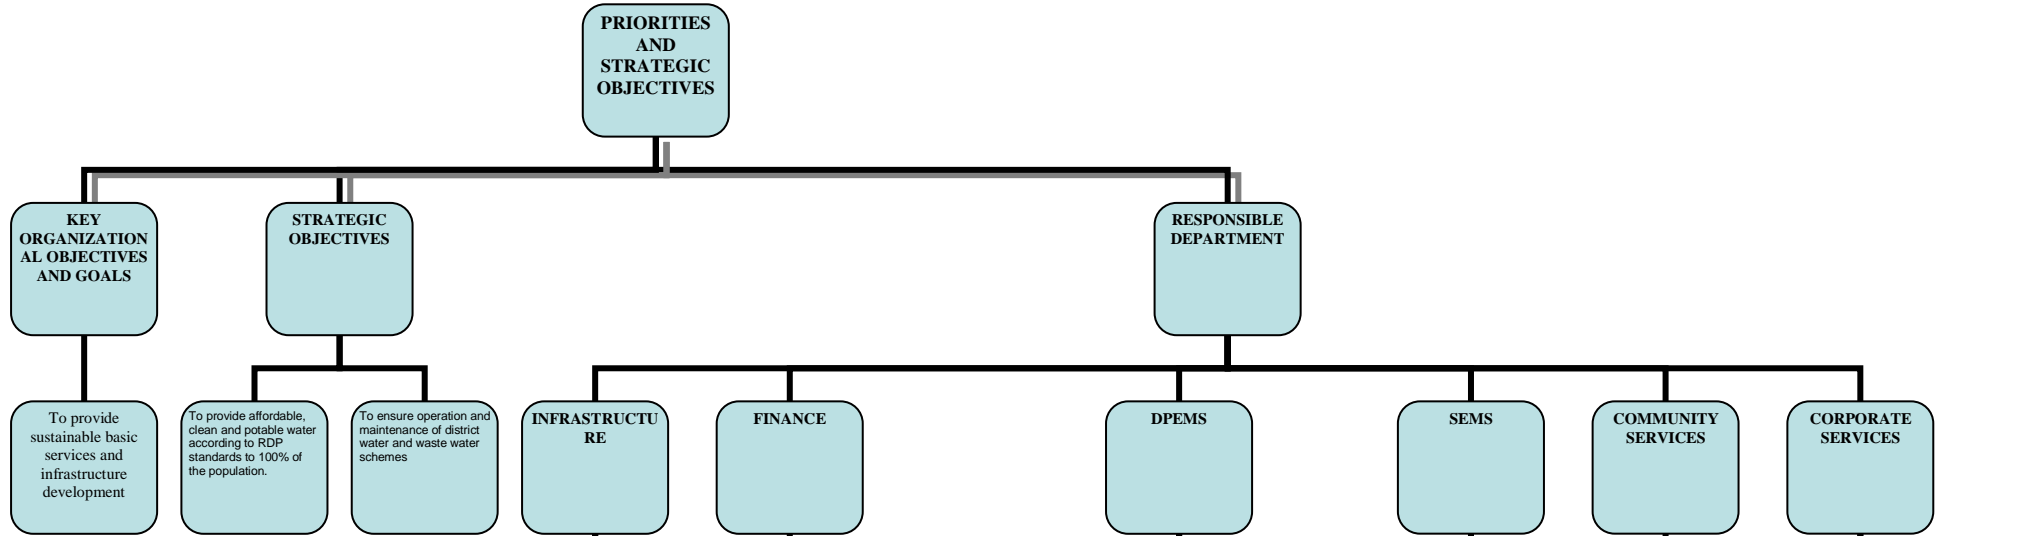 PRIORITIES
AND
STRATEGIC
OBJECTIVES
KEY
ORGANIZATION
AL OBJECTIVES
AND GOALS
STRATEGIC
OBJECTIVES
RESPONSIBLE
DEPARTMENT
To provide
sustainable basic
services and
infrastructure
development
To provide affordable,
clean and potable water
according to RDP
standards to 100% of
the population.
To ensure operation and
maintenance of district
water and waste water
schemes
INFRASTRUCTU
RE
FINANCE
DPEMS
SEMS
COMMUNITY
SERVICES
CORPORATE
SERVICES